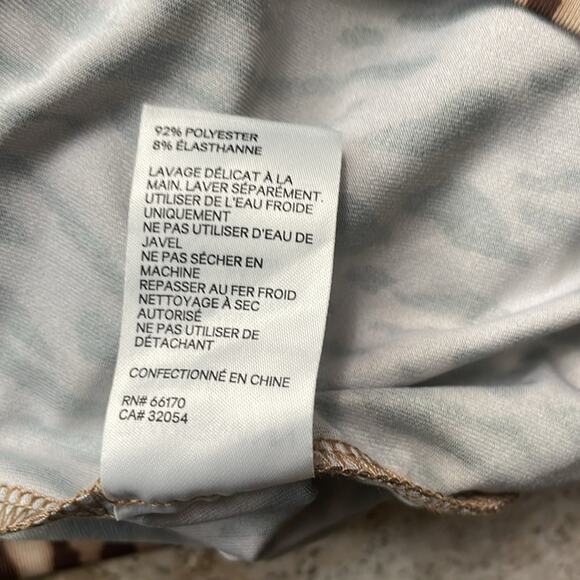 92% POLYESTER
8% ÉLASTHANNE
LAVAGE DÉLICAT À LA
MAIN. LAVER SÉPARÉMENT.
UTILISER DE L'EAU FROIDE
UNIQUEMENT
NE PAS UTILISER D'EAU DE
JAVEL
NE PAS SÉCHER EN
MACHINE
REPASSER AU FER FROID
NETTOYAGE À SEC
AUTORISÉ
NE PAS UTILISER DE
DÉTACHANT
CONFECTIONNÉ EN CHINE
RN# 66170
CA# 32054